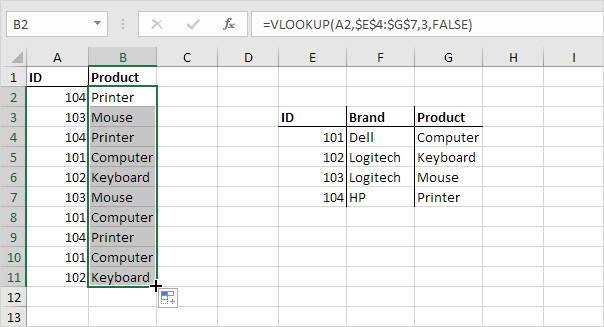 B2 fx =VLOOKUP(A2,$E$4:$G$7,3,FALSE)
A B C D E F G H I
1 ID Product
2 104 Printer
3 103 Mouse ID Brand Product
4 104 Printer 101 Dell Computer
5 101 Computer 102 Logitech Keyboard
6 102 Keyboard 103 Logitech Mouse
7 103 Mouse 104 HP Printer
8 101 Computer
9 104 Printer
10 101 Computer
11 102 Keyboard
12
13